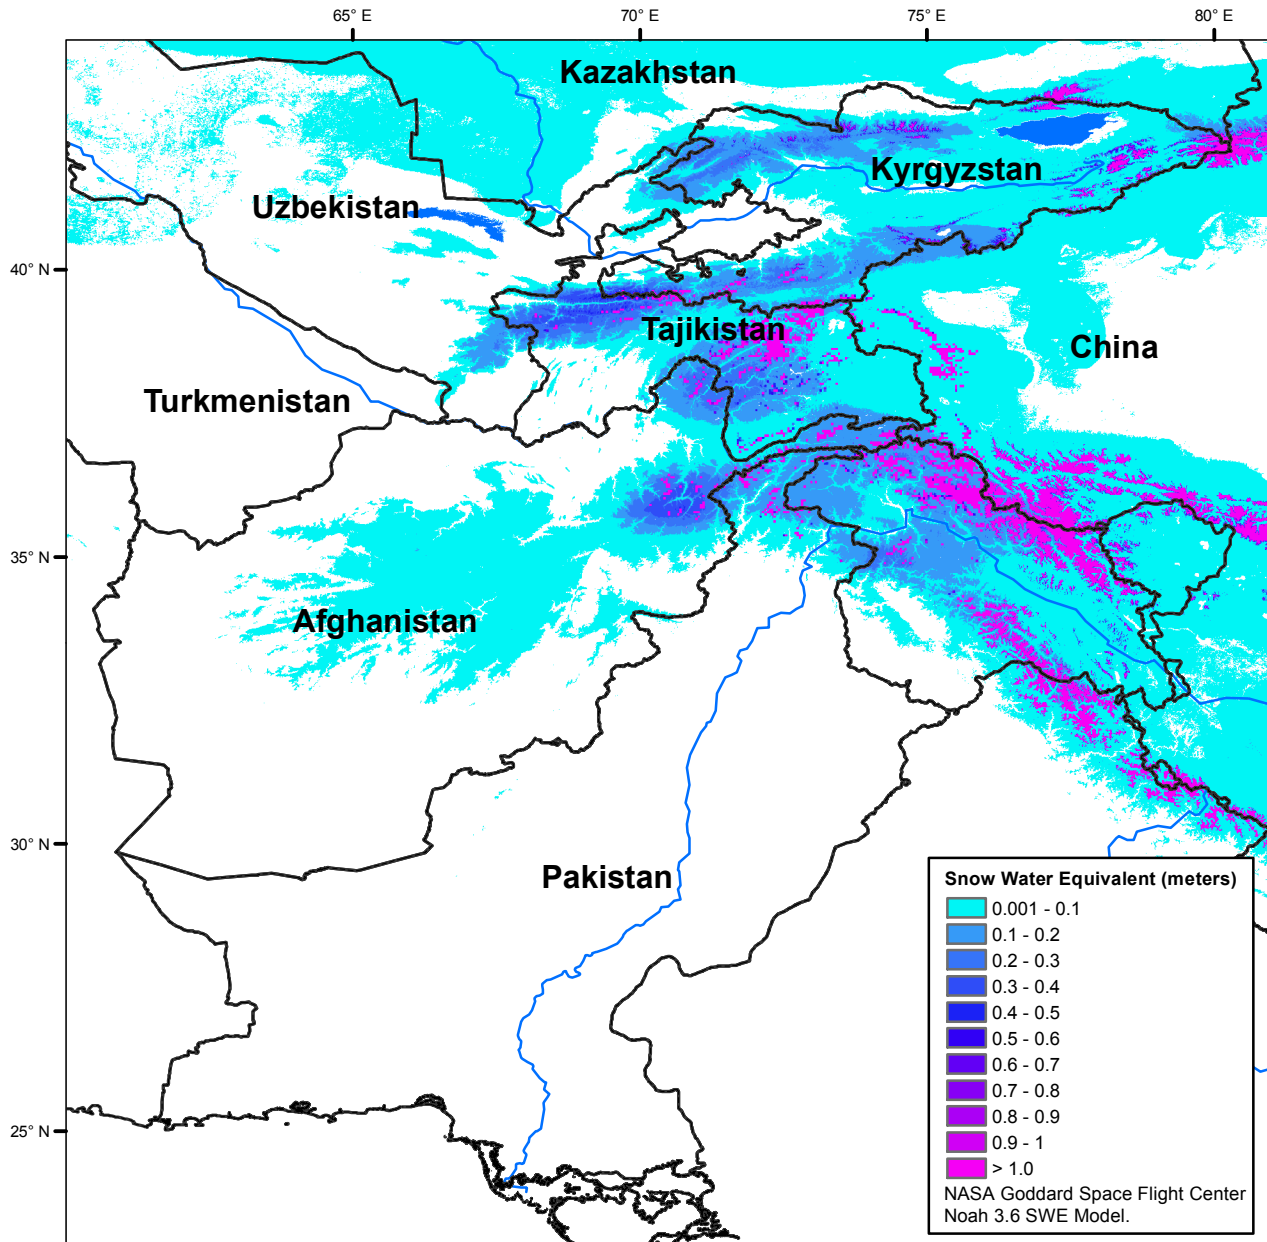 65° E
70° E
75° E
80° E
Kazakhstan
Kyrgyzstan
Uzbekistan
40° N
Tajikistan
China
Turkmenistan
35° N
Afghanistan
30° N
Pakistan
25° N
Snow Water Equivalent (meters)
0.001 - 0.1
0.1 - 0.2
0.2 - 0.3
0.3 - 0.4
0.4 - 0.5
0.5 - 0.6
0.6 - 0.7
0.7 - 0.8
0.8 - 0.9
0.9 - 1
> 1.0
NASA Goddard Space Flight Center
Noah 3.6 SWE Model.